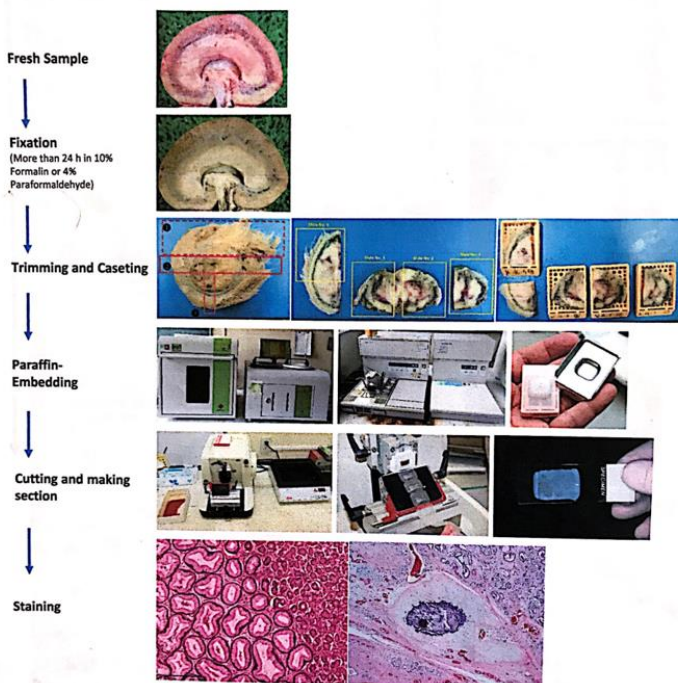 Fresh Sample
Fixation
(More than 24 h in 10%
Formalin or 4%
Paraformaldehyde)
Trimming and Caseting
Paraffin-
Embedding
Cutting and making
section
SPECIMEN
Staining